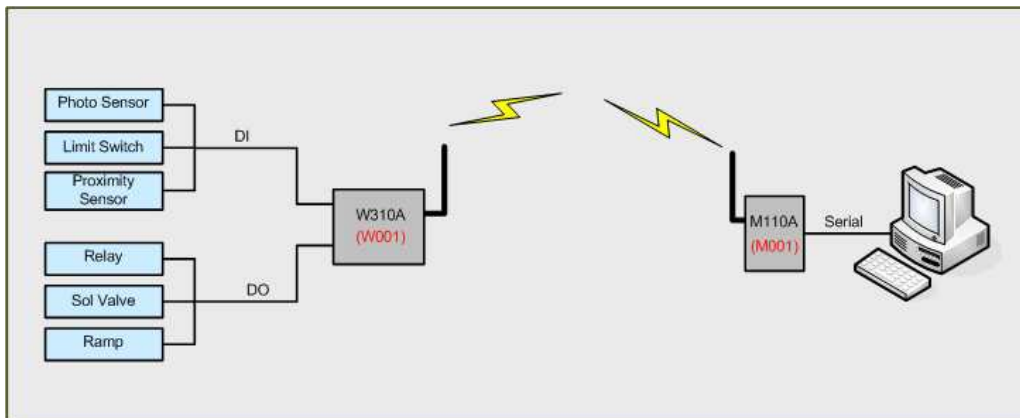 Photo Sensor
Limit Switch
Proximity
Sensor
DI
Relay
Sol Valve
Ramp
DO
W310A
(W001)
M110A
(M001)
Serial